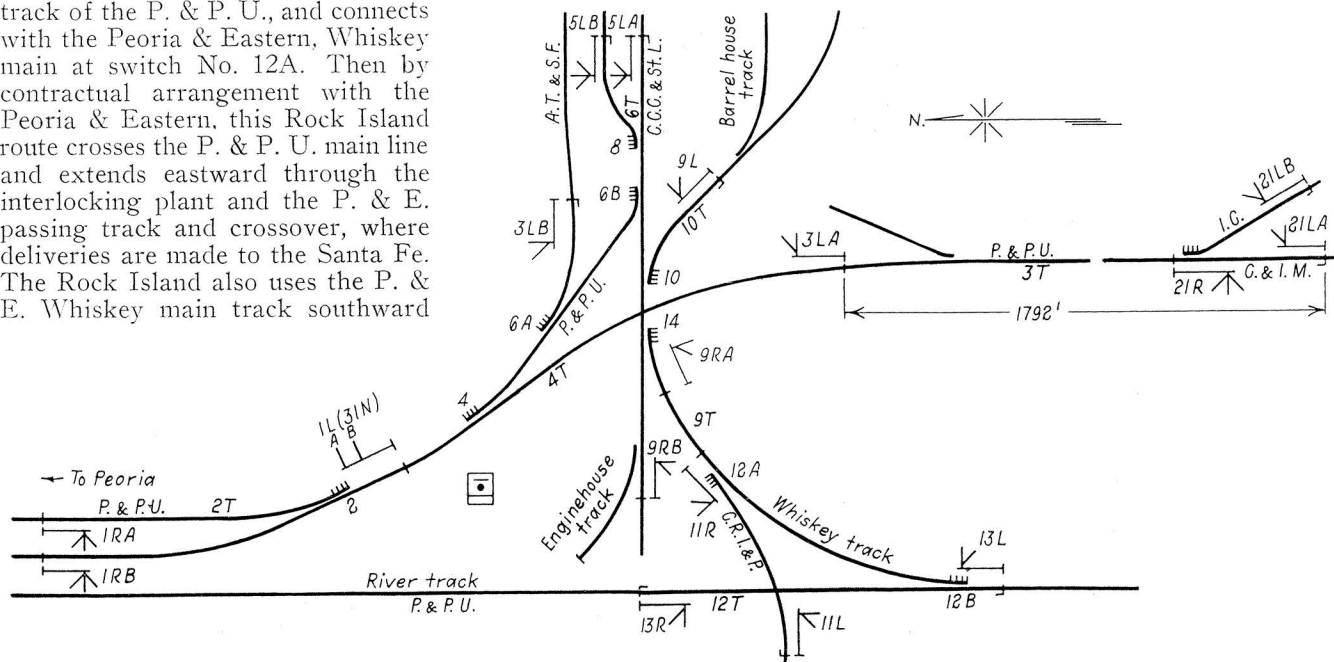 track of the P. & P. U., and connects
with the Peoria & Eastern, Whiskey
main at switch No. 12A. Then by
contractual arrangement with the
Peoria & Eastern, this Rock Island
route crosses the P. & P. U. main line
and extends eastward through the
interlocking plant and the P. & E.
passing track and crossover, where
deliveries are made to the Santa Fe.
The Rock Island also uses the P. &
E. Whiskey main track southward
5LB
5LA
A.T. & S.F.
6T
C.C.C. & St. L.
Barrel house
track
8
6B
3LB
9L
10T
N.
10
6A
P. & P.U.
14
9RA
4T
4
3LA
P. & P.U.
3T
I.C.
21LB
21LA
C. & I. M.
21R
1792'
1L (31N)
A B
2
← To Peoria
P. & P.U.
2T
1RA
1RB
Enginehouse
track
9RB
9T
12A
11R
C.R.I. & P.
Whiskey track
13L
River track
P. & P. U.
12T
12B
13R
11L